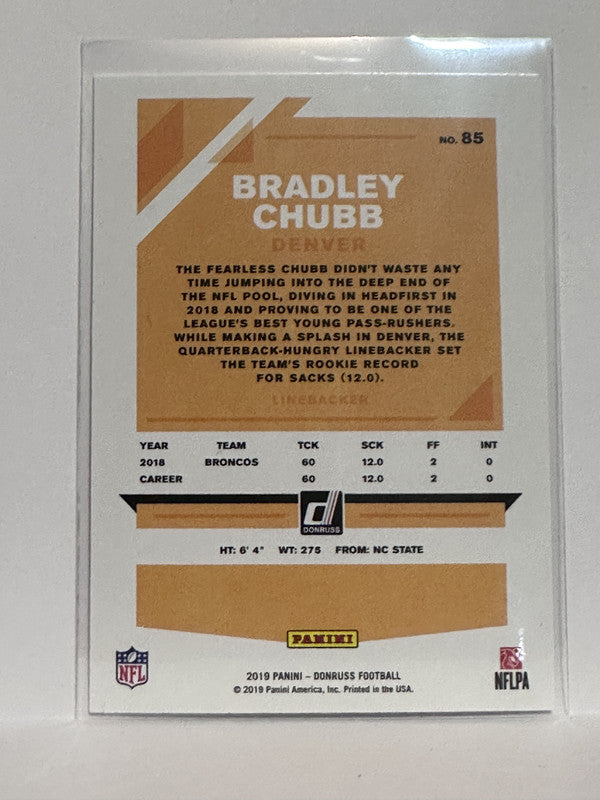 NO. 85
BRADLEY
CHUBB
DENVER
THE FEARLESS CHUBB DIDN'T WASTE ANY
TIME JUMPING INTO THE DEEP END OF
THE NFL POOL, DIVING IN HEADFIRST IN
2018 AND PROVING TO BE ONE OF THE
LEAGUE'S BEST YOUNG PASS-RUSHERS.
WHILE MAKING A SPLASH IN DENVER, THE
QUARTERBACK-HUNGRY LINEBACKER SET
THE TEAM'S ROOKIE RECORD
FOR SACKS (12.0).
LINEBACKER
YEAR TEAM TCK SCK FF INT
2018 BRONCOS 60 12.0 2 0
CAREER 60 12.0 2 0
DONRUSS
HT: 6' 4" WT: 275 FROM: NC STATE
PANINI
NFL
NFLPA
2019 PANINI – DONRUSS FOOTBALL
© 2019 Panini America, Inc. Printed in the USA.